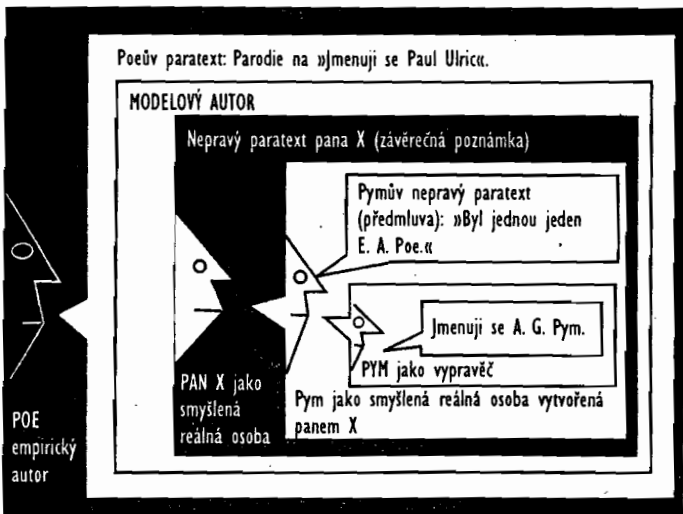 Poeův paratext: Parodie na »Jmenuji se Paul Ulric«.
MODELOVÝ AUTOR
Nepravý paratext pana X (závěrečná poznámka)
Pymův nepravý paratext
(předmluva): »Byl jednou jeden
E. A. Poe.«
Jmenuji se A. G. Pym.
PYM jako vypravěč
Pym jako smyšlená reálná osoba vytvořená
panem X
PAN X jako
smyšlená
reálná osoba
POE
empirický
autor